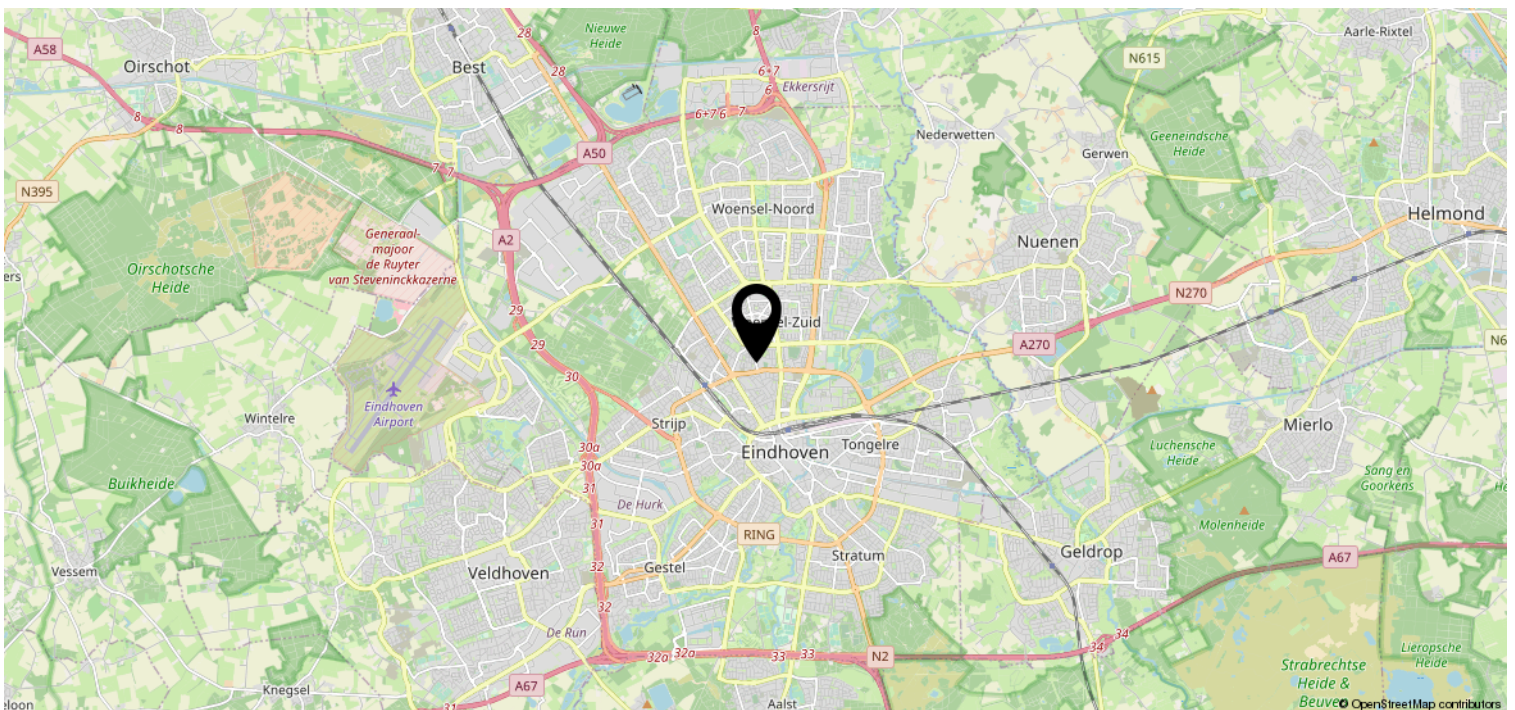 Nieuwe
Heide
28
8
Aarle-Rixtel
A58
Oirschot
Best
28
6+7
6
Ekkersrijt
N615
8
8
6+7
6
7
Nederwetten
Geeneindsche
Heide
A50
Gerwen
7
7
N395
Woensel-Noord
Helmond
Generaal-
majoor
de Ruyter
van Steveninckkazerne
A2
Nuenen
Oirschotsche
Heide
N270
29
-Zuid
29
A270
30
Eindhoven
Airport
Wintelre
Strijp
Mierlo
Tongelre
30a
Eindhoven
Luchensche
Heide
30a
Sang en
Goorkens
Buikheide
31
De Hurk
31
Molenheide
RING
Stratum
Geldrop
A67
Vessem
Veldhoven
32
Gestel
32
De Run
34
34
32a
32a
33
33
N2
Lieropsche
Heide
Knegsel
A67
Strabrechtse
Heide &
31
Aalst
© OpenStreetMap contributors